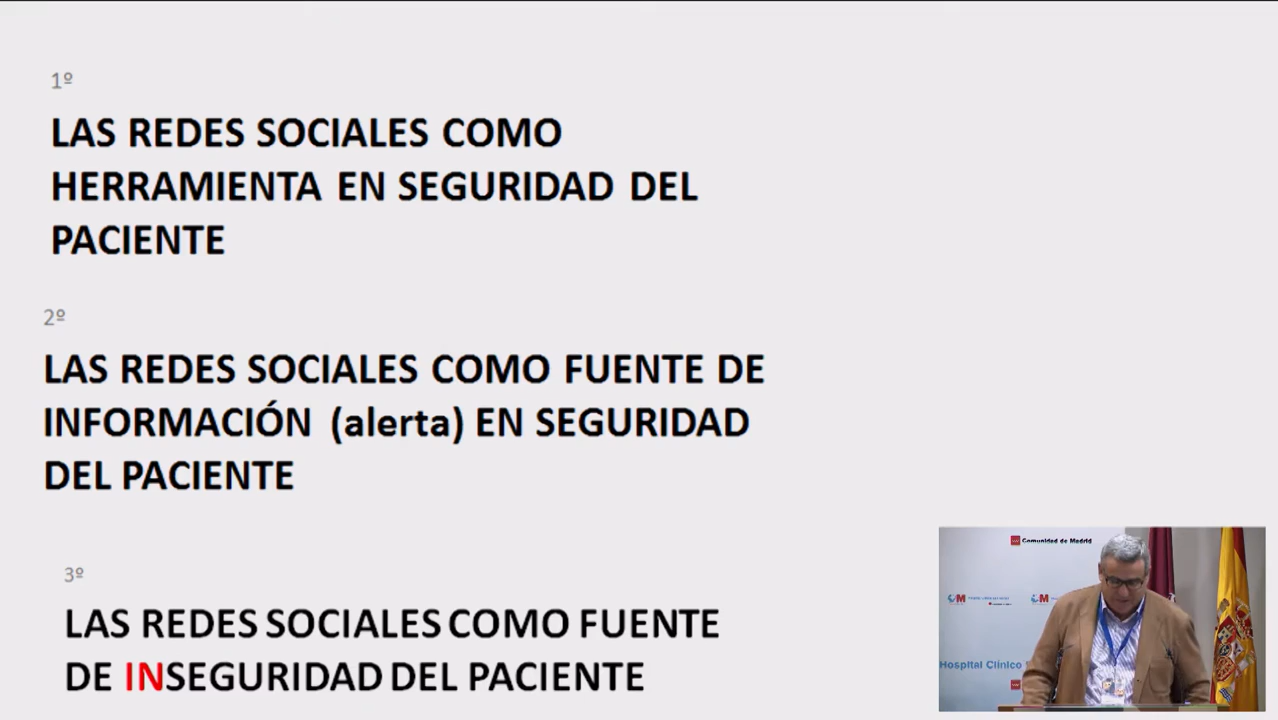 1º
LAS REDES SOCIALES COMO
HERRAMIENTA EN SEGURIDAD DEL
PACIENTE
2º
LAS REDES SOCIALES COMO FUENTE DE
INFORMACIÓN (alerta) EN SEGURIDAD
DEL PACIENTE
3º
LAS REDES SOCIALES COMO FUENTE
DE INSEGURIDAD DEL PACIENTE
Comunidad de Madrid
Hospital Clínico